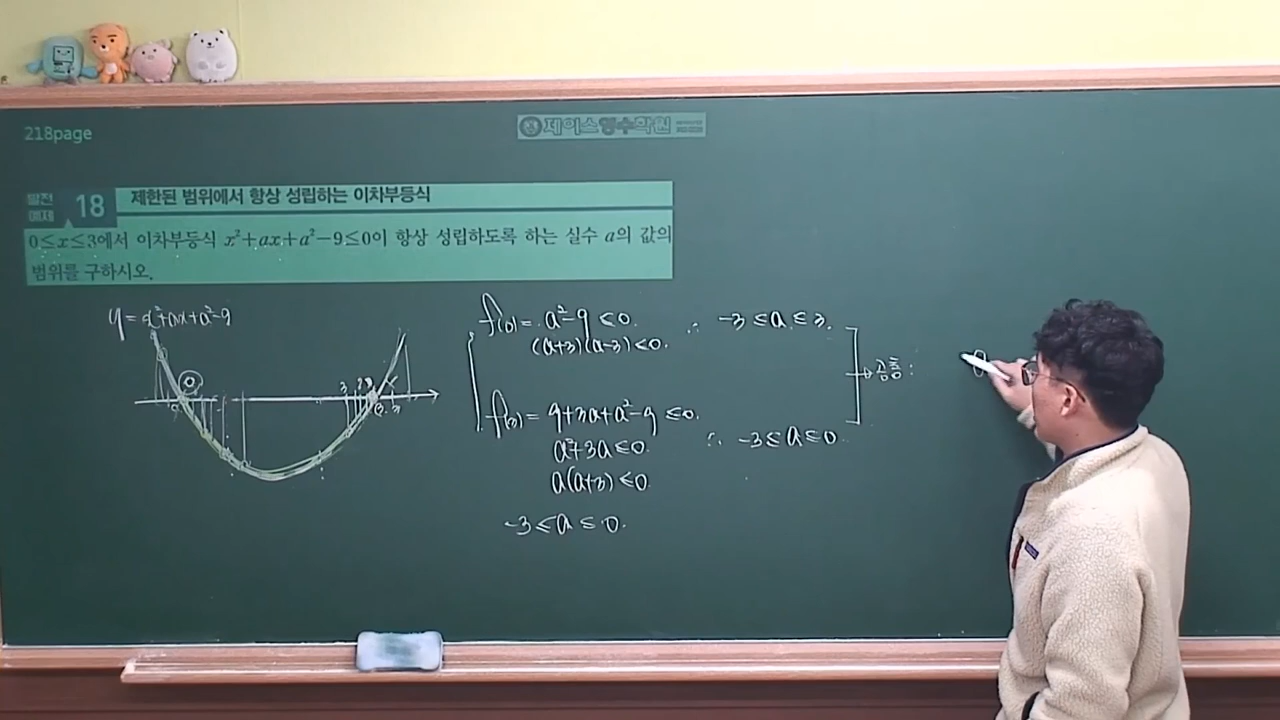 218page
제이스영수학원
발전
예제
18
제한된 범위에서 항상 성립하는 이차부등식
0≤x≤3에서 이차부등식 x²+ax+a²−9≤0이 항상 성립하도록 하는 실수 a의 값의
범위를 구하시오.
y=x²+ax+a²-9
f(0)=a²-9≤0.
(a+3)(a-3)≤0.
∴ -3≤a≤3.
f(3)=9+3a+a²-9≤0.
a²+3a≤0.
a(a+3)≤0
-3≤a≤0.
∴ -3≤a≤0.
공통:
a